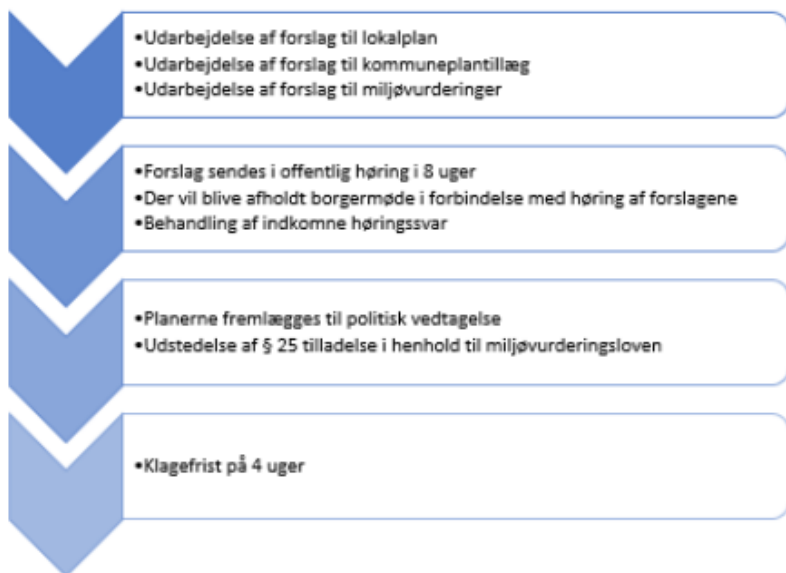 •Udarbejdelse af forslag til lokalplan
•Udarbejdelse af forslag til kommuneplantillæg
•Udarbejdelse af forslag til miljøvurderinger
•Forslag sendes i offentlig høring i 8 uger
•Der vil blive afholdt borgermøde i forbindelse med høring af forslagene
•Behandling af indkomne høringssvar
•Planerne fremlægges til politisk vedtagelse
•Udstedelse af § 25 tilladelse i henhold til miljøvurderingsloven
•Klagefrist på 4 uger